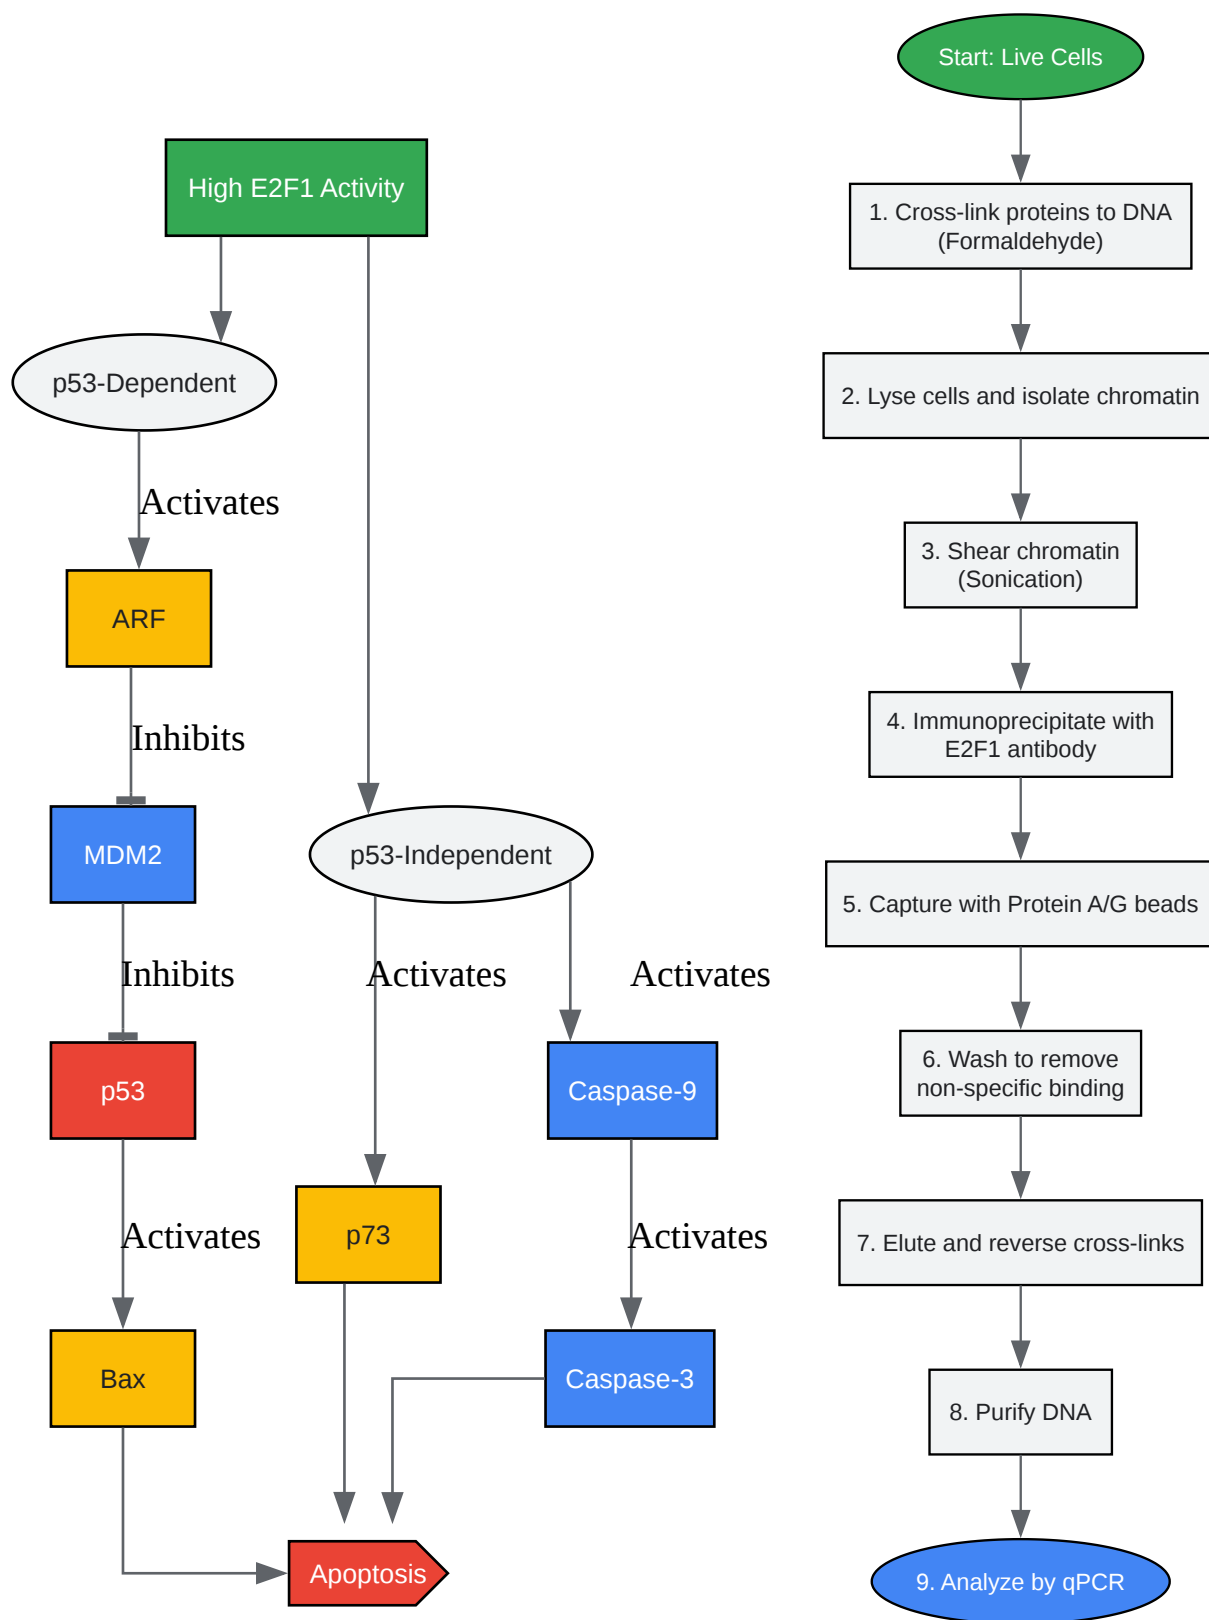 High E2F1 Activity
p53-Dependent
Activates
ARF
Inhibits
MDM2
p53-Independent
Inhibits
Activates
Activates
p53
Caspase-9
Activates
p73
Activates
Bax
Caspase-3
Apoptosis
Start: Live Cells
1. Cross-link proteins to DNA
(Formaldehyde)
2. Lyse cells and isolate chromatin
3. Shear chromatin
(Sonication)
4. Immunoprecipitate with
E2F1 antibody
5. Capture with Protein A/G beads
6. Wash to remove
non-specific binding
7. Elute and reverse cross-links
8. Purify DNA
9. Analyze by qPCR